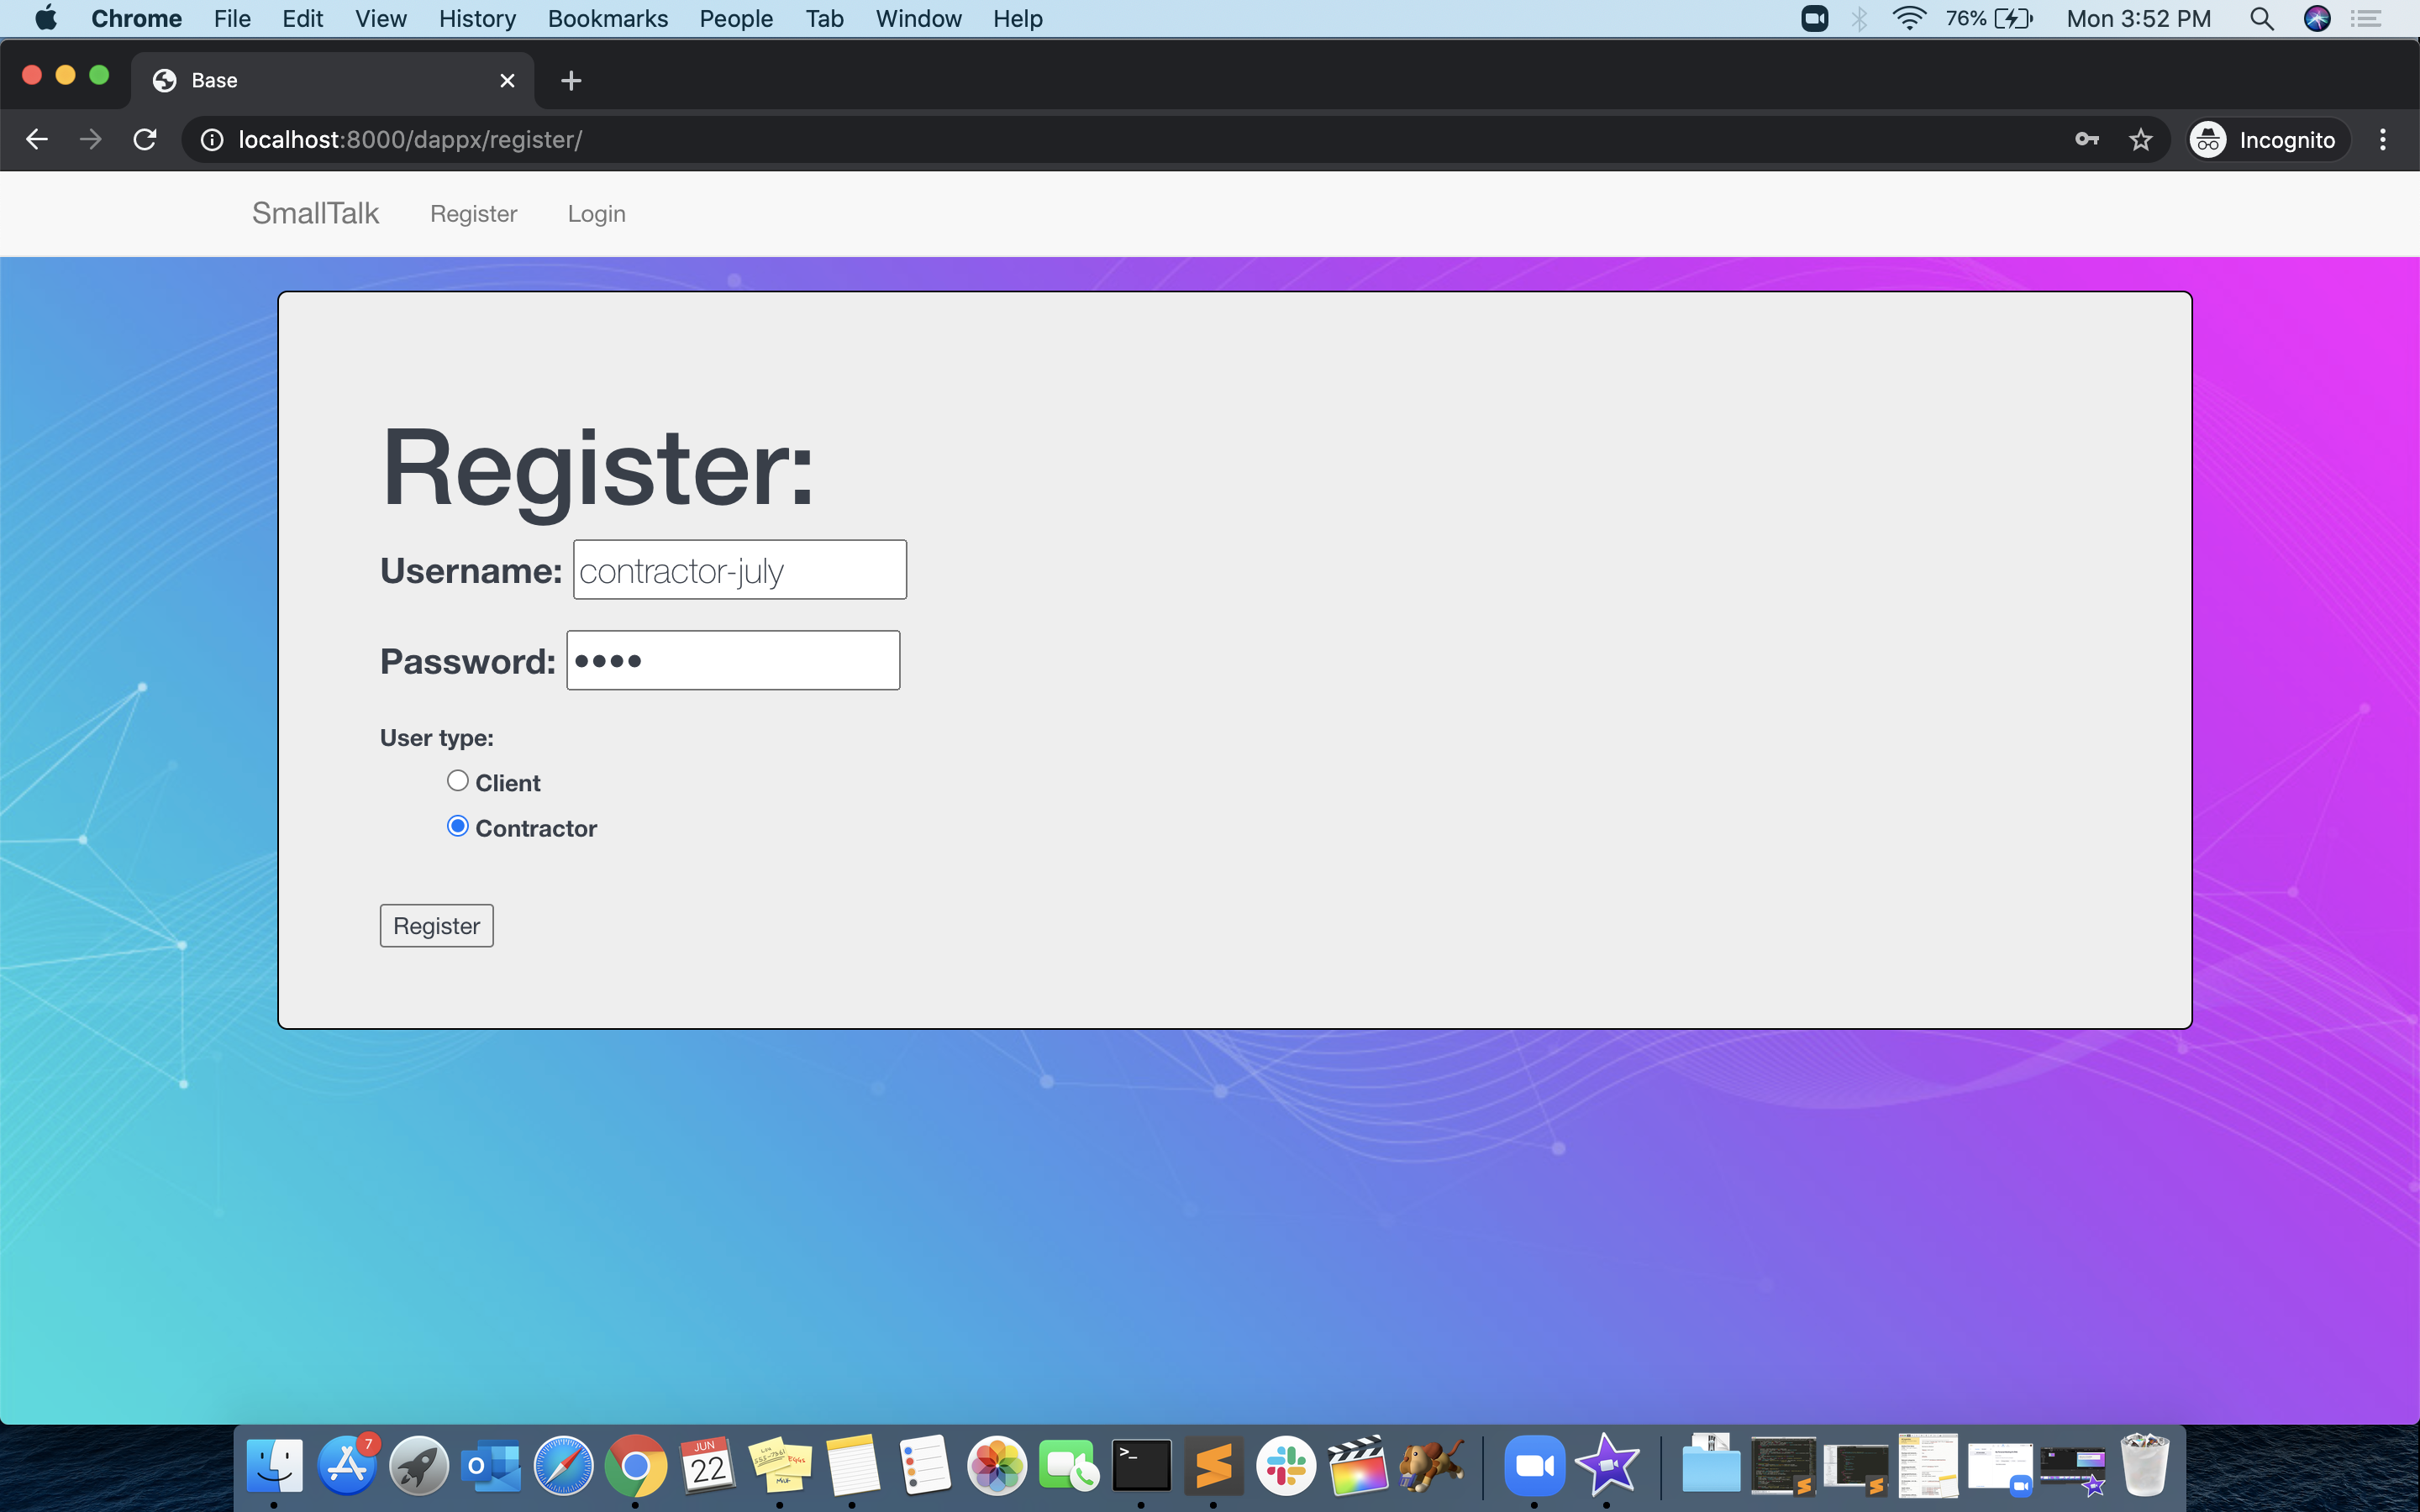 Chrome File Edit View History Bookmarks People Tab Window Help 76% Mon 3:52 PM
Base
localhost:8000/dappx/register/ Incognito
SmallTalk Register Login
Register:
Username: contractor-july
Password: ••••
User type:
Client
Contractor
Register
7
JUN
22